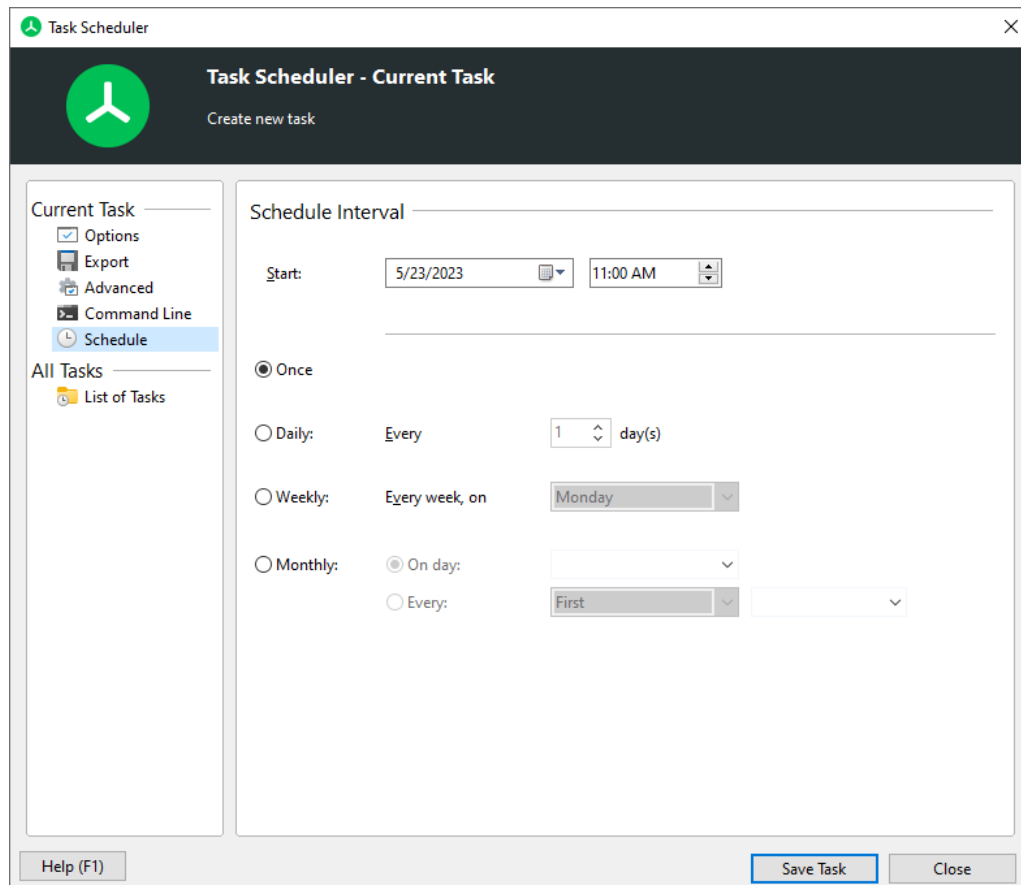 Task Scheduler
Task Scheduler - Current Task
Create new task
Current Task
Options
Export
Advanced
Command Line
Schedule
All Tasks
List of Tasks
Schedule Interval
Start: 5/23/2023 11:00 AM
Once
Daily: Every 1 day(s)
Weekly: Every week, on Monday
Monthly: On day:
Every: First
Help (F1) Save Task Close